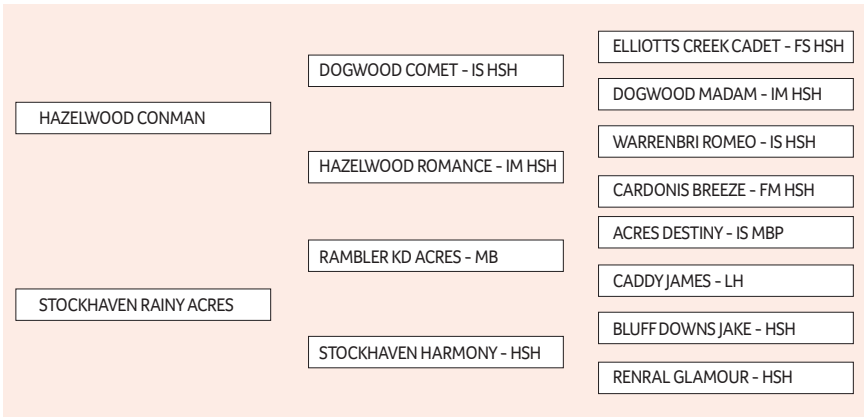 HAZELWOOD CONMAN
STOCKHAVEN RAINY ACRES
DOGWOOD COMET - IS HSH
HAZELWOOD ROMANCE - IM HSH
RAMBLER KD ACRES - MB
STOCKHAVEN HARMONY - HSH
ELLIOTTS CREEK CADET - FS HSH
DOGWOOD MADAM - IM HSH
WARRENBRI ROMEO - IS HSH
CARDONIS BREEZE - FM HSH
ACRES DESTINY - IS MBP
CADDY JAMES - LH
BLUFF DOWNS JAKE - HSH
RENRAL GLAMOUR - HSH